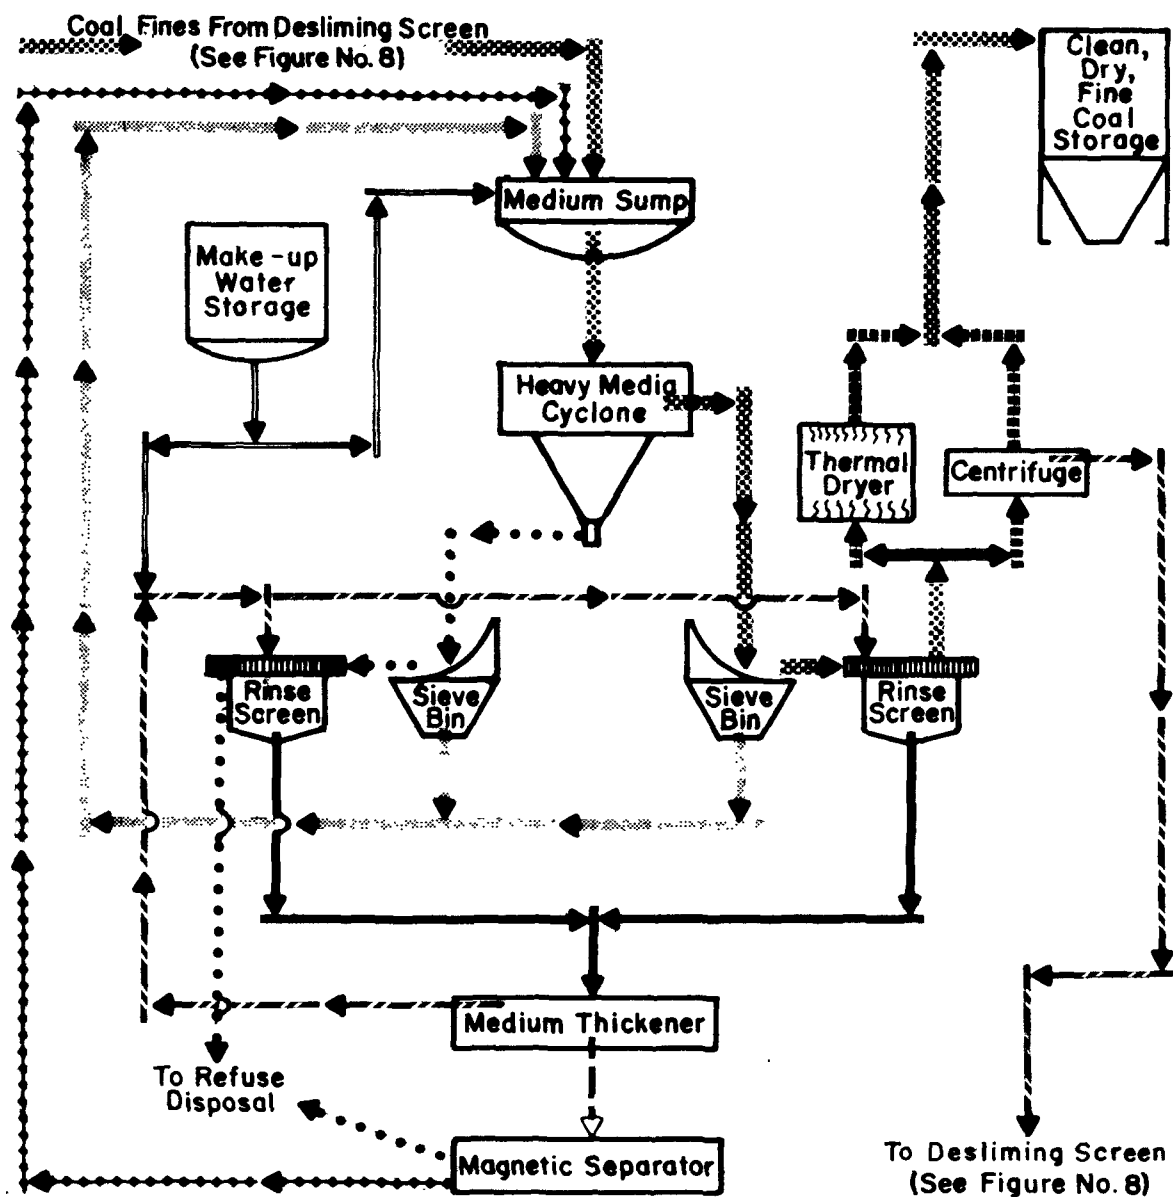 Coal Fines From Desliming Screen
(See Figure No. 8)
Clean,
Dry,
Fine
Coal
Storage
Medium Sump
Make-up
Water
Storage
Heavy Media
Cyclone
Thermal
Dryer
Centrifuge
Rinse
Screen
Sieve
Bin
Sieve
Bin
Rinse
Screen
Medium Thickener
To Refuse
Disposal
Magnetic Separator
To Desliming Screen
(See Figure No. 8)